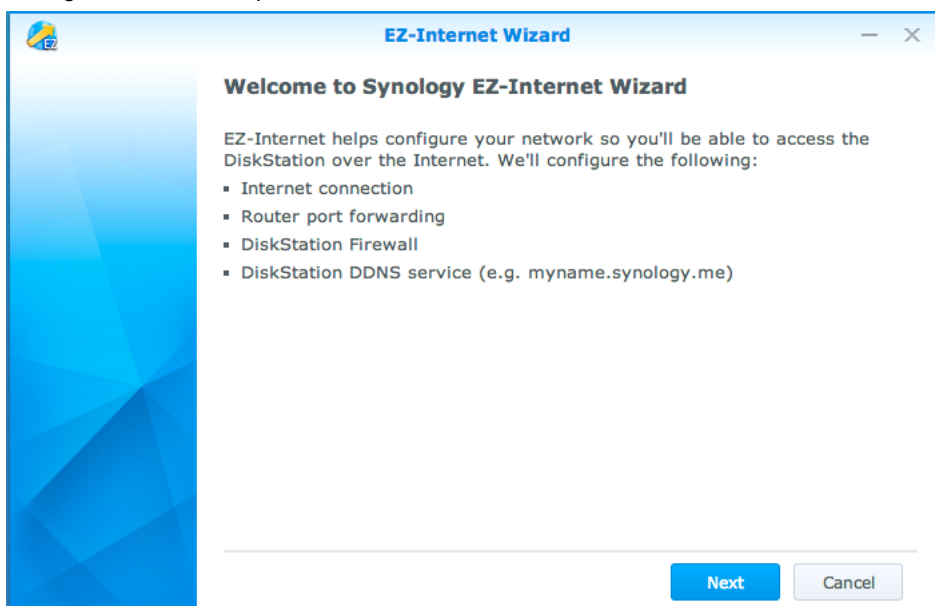 EZ-Internet Wizard
EZ
Welcome to Synology EZ-Internet Wizard
EZ-Internet helps configure your network so you'll be able to access the
DiskStation over the Internet. We'll configure the following:
▪ Internet connection
▪ Router port forwarding
▪ DiskStation Firewall
▪ DiskStation DDNS service (e.g. myname.synology.me)
Next
Cancel